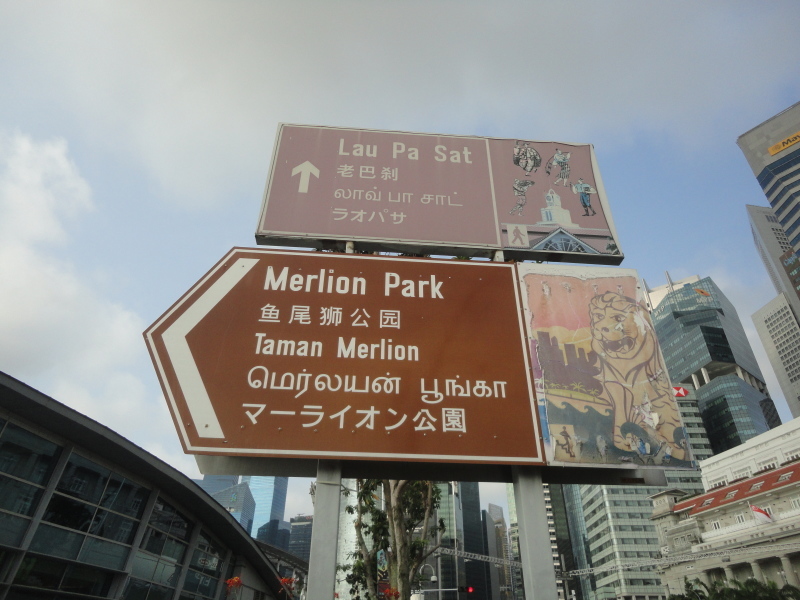 Lau Pa Sat
老巴刹
லாவ் பா சாட்
ラオパサ
Merlion Park
鱼尾狮公园
Taman Merlion
மெர்லயன் பூங்கா
マーライオン公園